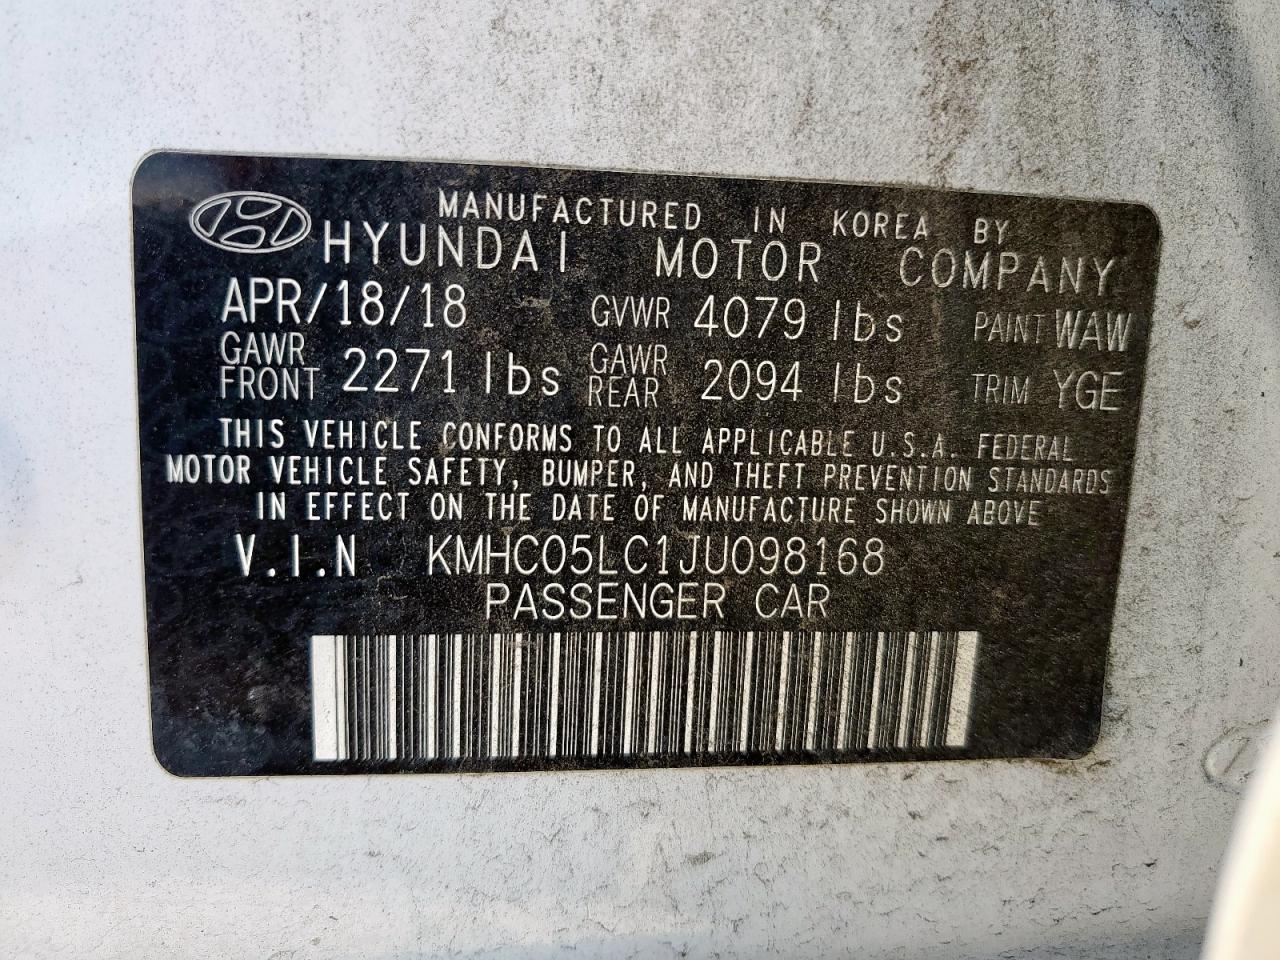 MANUFACTURED IN KOREA BY
HYUNDAI MOTOR COMPANY
APR/18/18 GVWR 4079 lbs PAINT WAW
GAWR FRONT 2271 lbs GAWR REAR 2094 lbs TRIM YGE
THIS VEHICLE CONFORMS TO ALL APPLICABLE U.S.A. FEDERAL
MOTOR VEHICLE SAFETY, BUMPER, AND THEFT PREVENTION STANDARDS
IN EFFECT ON THE DATE OF MANUFACTURE SHOWN ABOVE
V.I.N KMHC05LC1JU098168
PASSENGER CAR